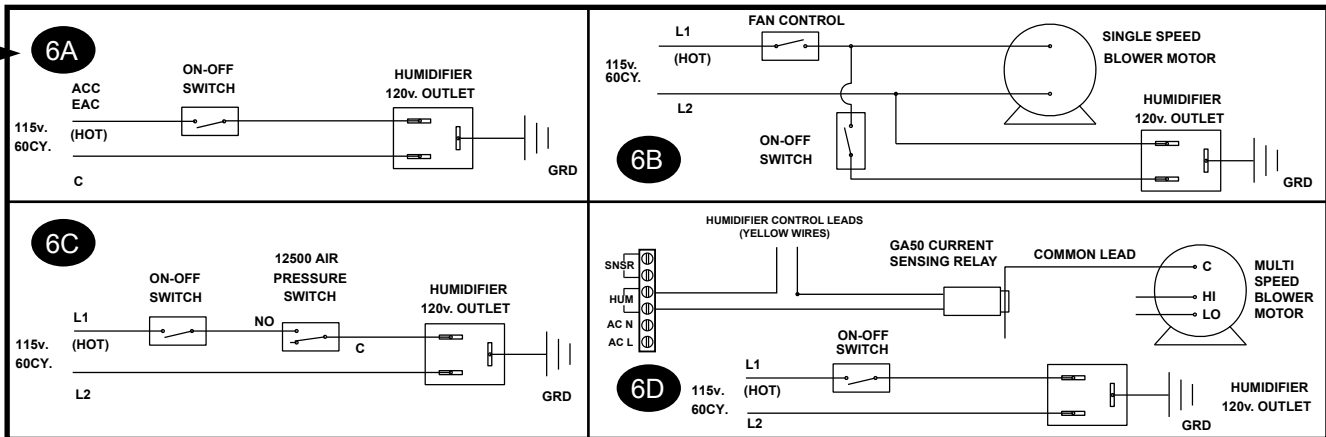 6A
ACC
EAC
ON-OFF
SWITCH
HUMIDIFIER
120v. OUTLET
115v.
60CY.
(HOT)
C
GRD
6B
FAN CONTROL
L1
(HOT)
115v.
60CY.
L2
SINGLE SPEED
BLOWER MOTOR
ON-OFF
SWITCH
HUMIDIFIER
120v. OUTLET
GRD
6C
ON-OFF
SWITCH
12500 AIR
PRESSURE
SWITCH
HUMIDIFIER
120v. OUTLET
L1
NO
115v.
60CY.
(HOT)
C
L2
GRD
HUMIDIFIER CONTROL LEADS
(YELLOW WIRES)
GA50 CURRENT
SENSING RELAY
COMMON LEAD
SNSR
HUM
AC N
AC L
C
HI
LO
MULTI
SPEED
BLOWER
MOTOR
6D
ON-OFF
SWITCH
L1
115v.
60CY.
(HOT)
L2
HUMIDIFIER
120v. OUTLET
GRD